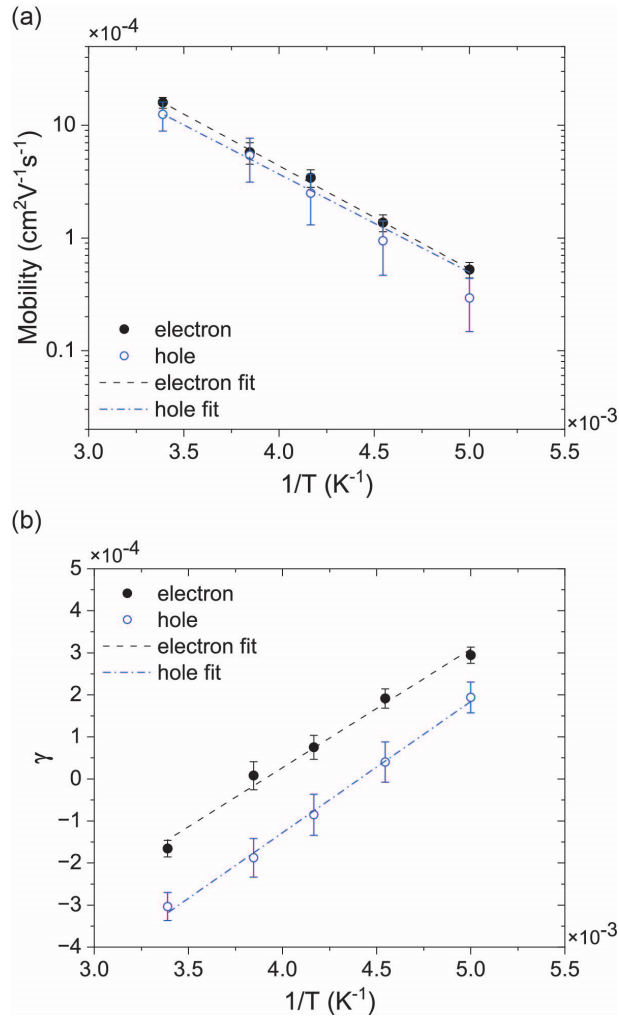 (a)
×10⁻⁴
Mobility (cm²V⁻¹s⁻¹)
10
1
0.1
electron
hole
electron fit
hole fit
×10⁻³
3.0 3.5 4.0 4.5 5.0 5.5
1/T (K⁻¹)
(b)
×10⁻⁴
γ
5
4
3
2
1
0
−1
−2
−3
−4
electron
hole
electron fit
hole fit
×10⁻³
3.0 3.5 4.0 4.5 5.0 5.5
1/T (K⁻¹)